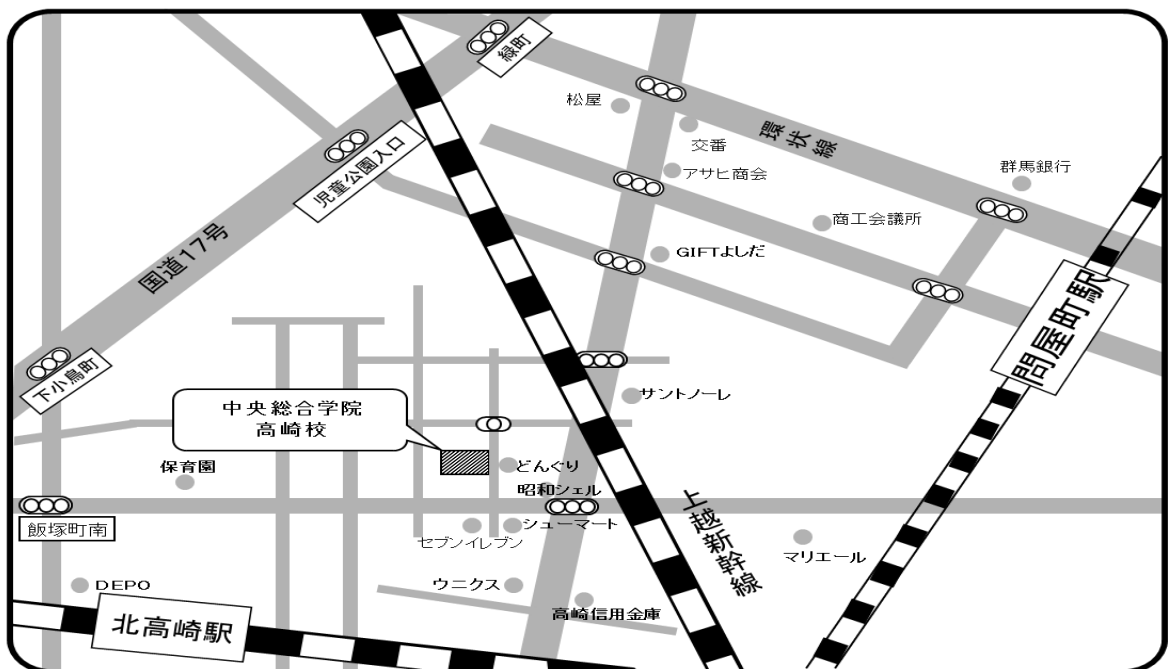 緑町
松屋
環状線
交番
児童公園入口
アサヒ商会
群馬銀行
商工会議所
国道17号
GIFTよしだ
問屋町駅
下小鳥町
サントノーレ
中央総合学院
高崎校
保育園
どんぐり
昭和シェル
飯塚町南
セブンイレブン
シューマート
上越新幹線
マリエール
DEPO
ウニクス
高崎信用金庫
北高崎駅